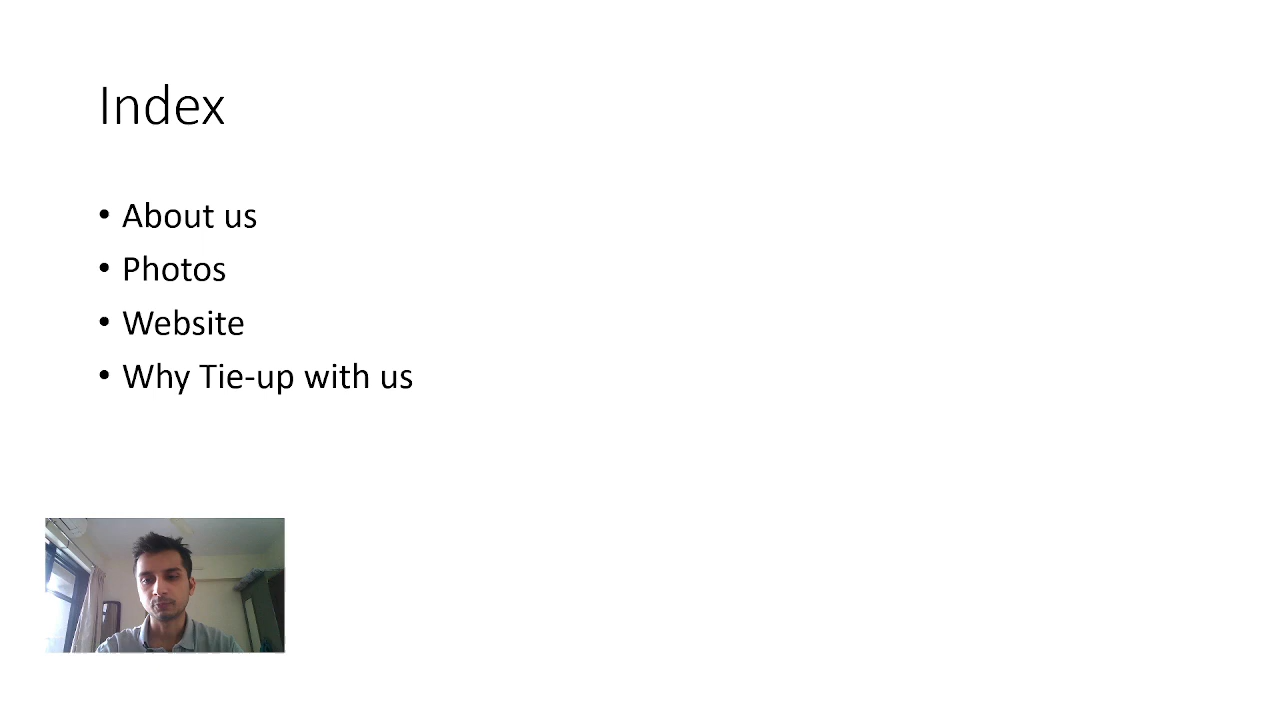 Index
• About us
• Photos
• Website
• Why Tie-up with us